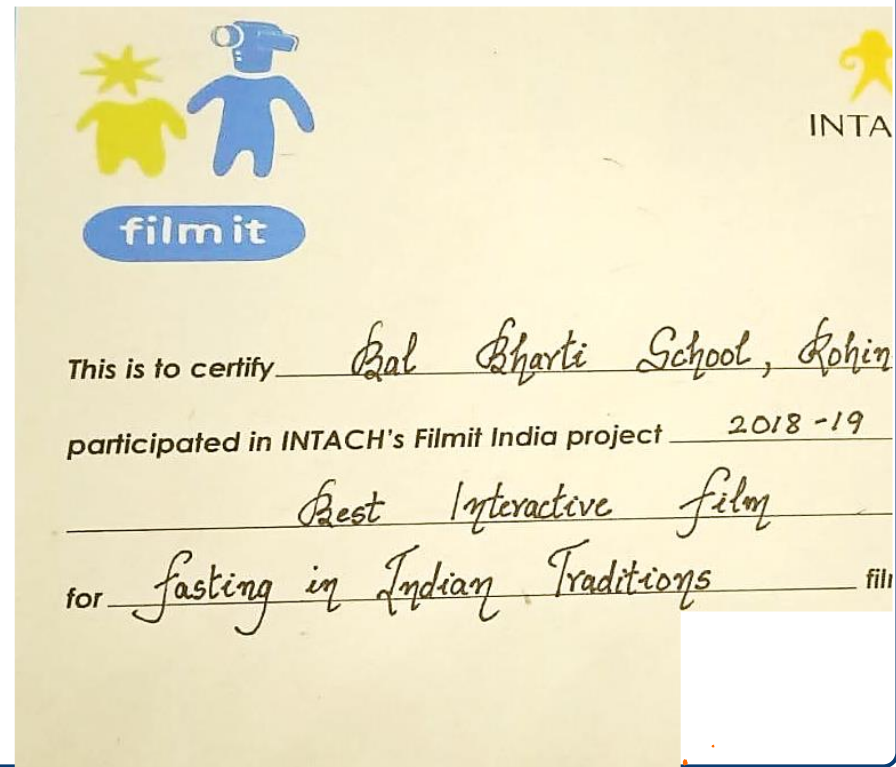 INTA
film it
This is to certify Bal Bharti School, Rohin
participated in INTACH's Filmit India project 2018-19
Best Interactive film
for fasting in Indian Traditions fil